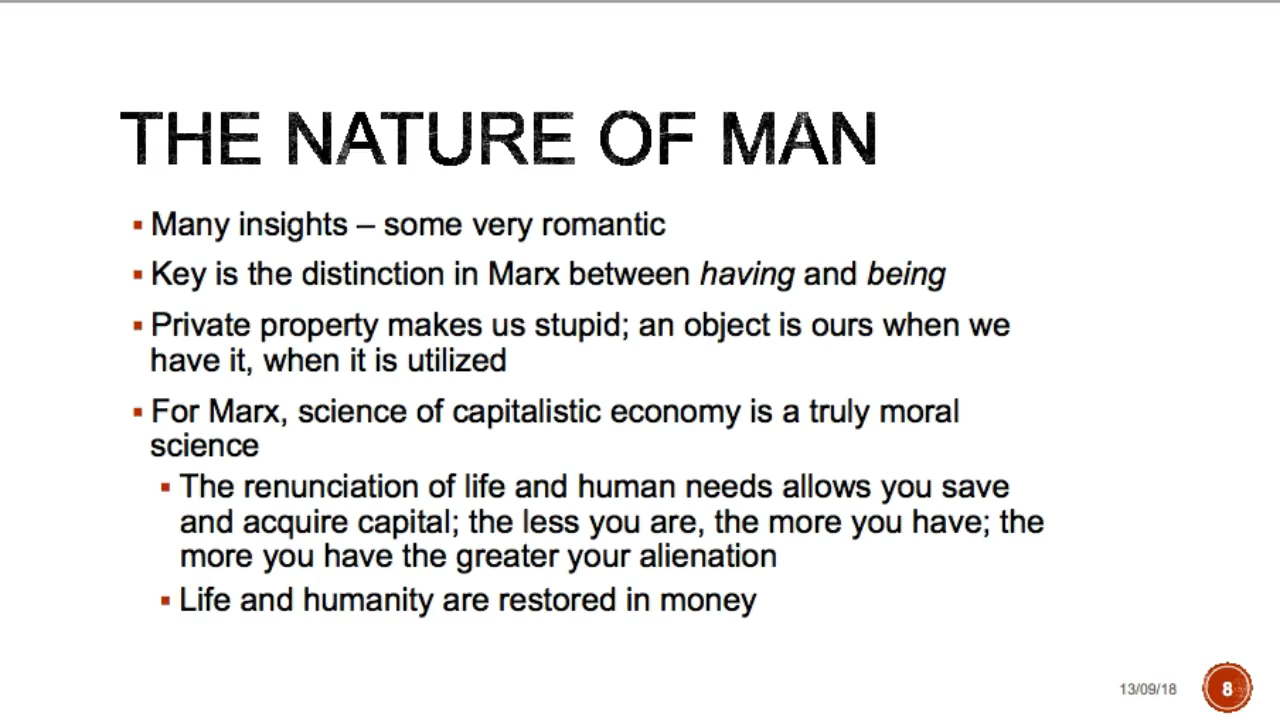 THE NATURE OF MAN
▪ Many insights – some very romantic
▪ Key is the distinction in Marx between having and being
▪ Private property makes us stupid; an object is ours when we
have it, when it is utilized
▪ For Marx, science of capitalistic economy is a truly moral
science
▪ The renunciation of life and human needs allows you save
and acquire capital; the less you are, the more you have; the
more you have the greater your alienation
▪ Life and humanity are restored in money
13/09/18
8